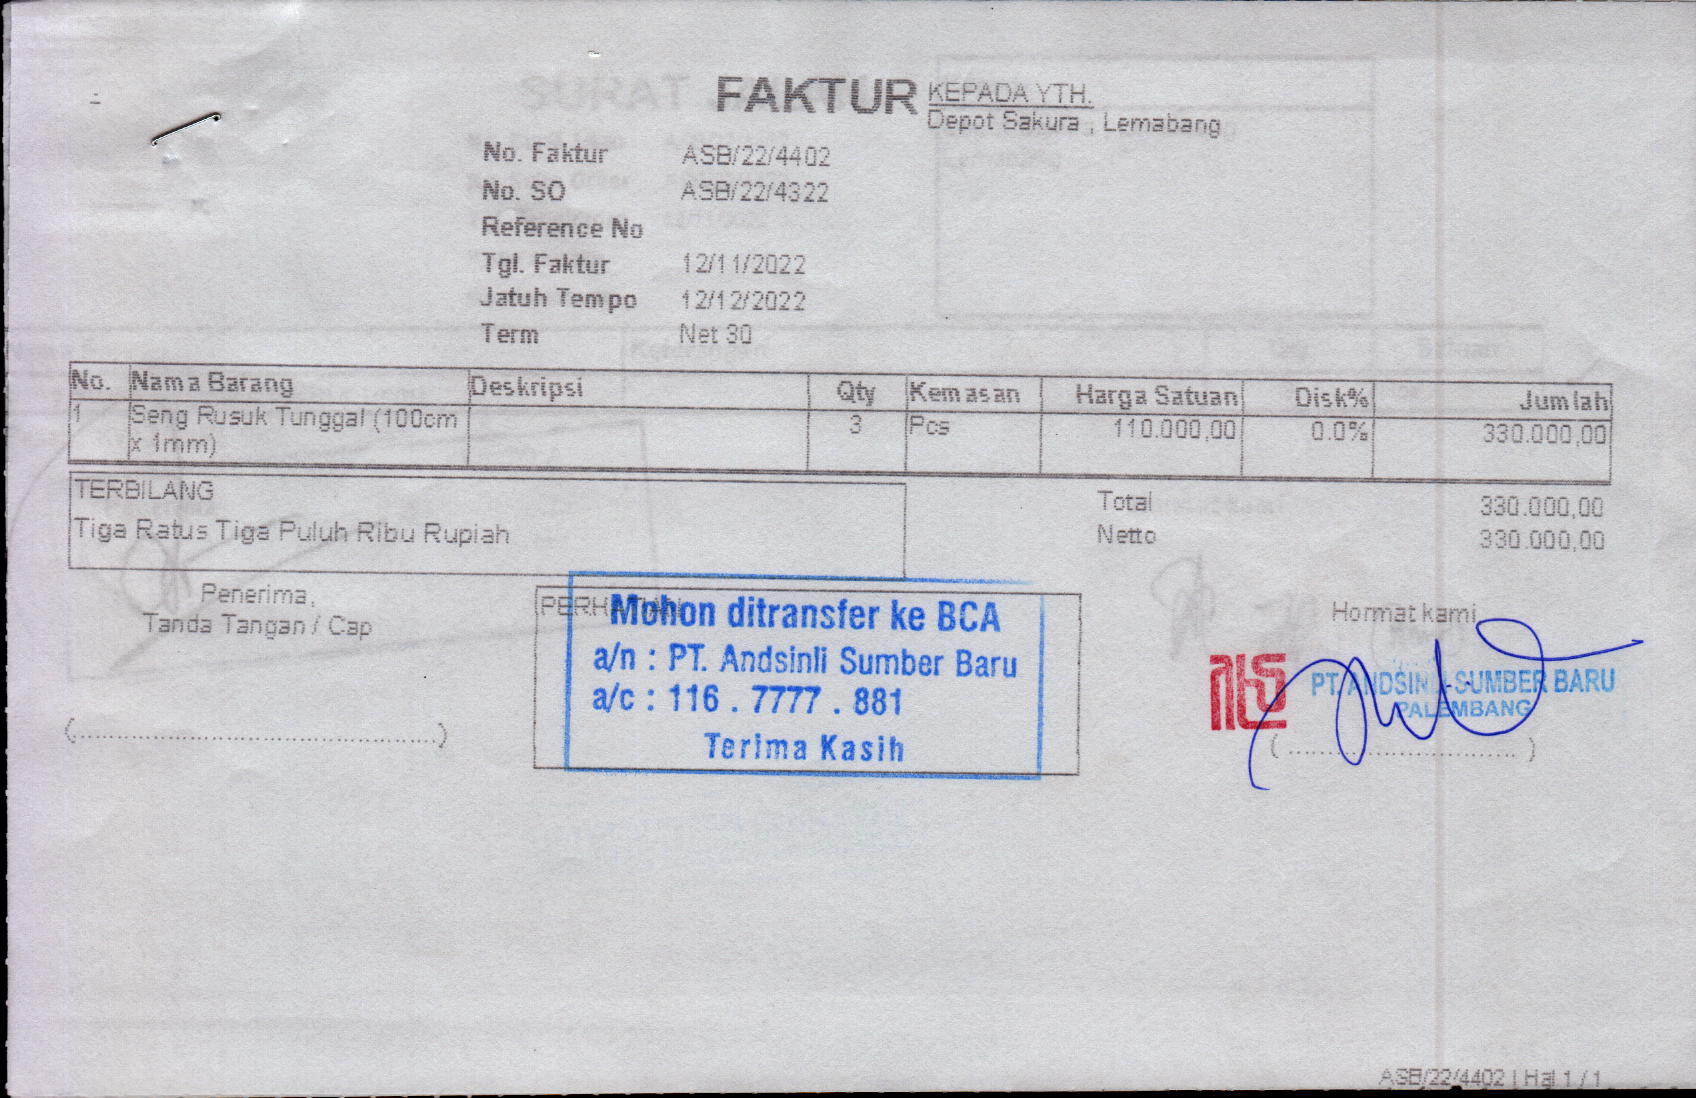 FAKTUR
KEPADA YTH.
Depot Sakura , Lemabang
No. Faktur ASB/22/4402
No. SO ASB/22/4322
Reference No
Tgl. Faktur 12/11/2022
Jatuh Tempo 12/12/2022
Term Net 30
No. Nama Barang Deskripsi Qty Kemasan Harga Satuan Disk% Jumlah
1 Seng Rusuk Tunggal (100cm 3 Pcs 110.000,00 0.0% 330.000,00
x 1mm)
TERBILANG
Tiga Ratus Tiga Puluh Ribu Rupiah
Total 330.000,00
Netto 330.000,00
Penerima,
Tanda Tangan / Cap
(..........................................)
PERHATIAN
Mohon ditransfer ke BCA
a/n : PT. Andsinli Sumber Baru
a/c : 116 . 7777 . 881
Terima Kasih
Hormat kami
PT. ANDSINLI SUMBER BARU
PALEMBANG
( ............................ )
ASB/22/4402 | Hal 1 / 1